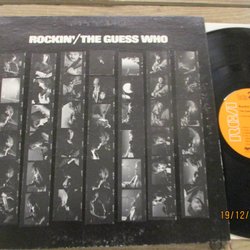 ROCKIN'/THE GUESS WHO
RCA
19/12